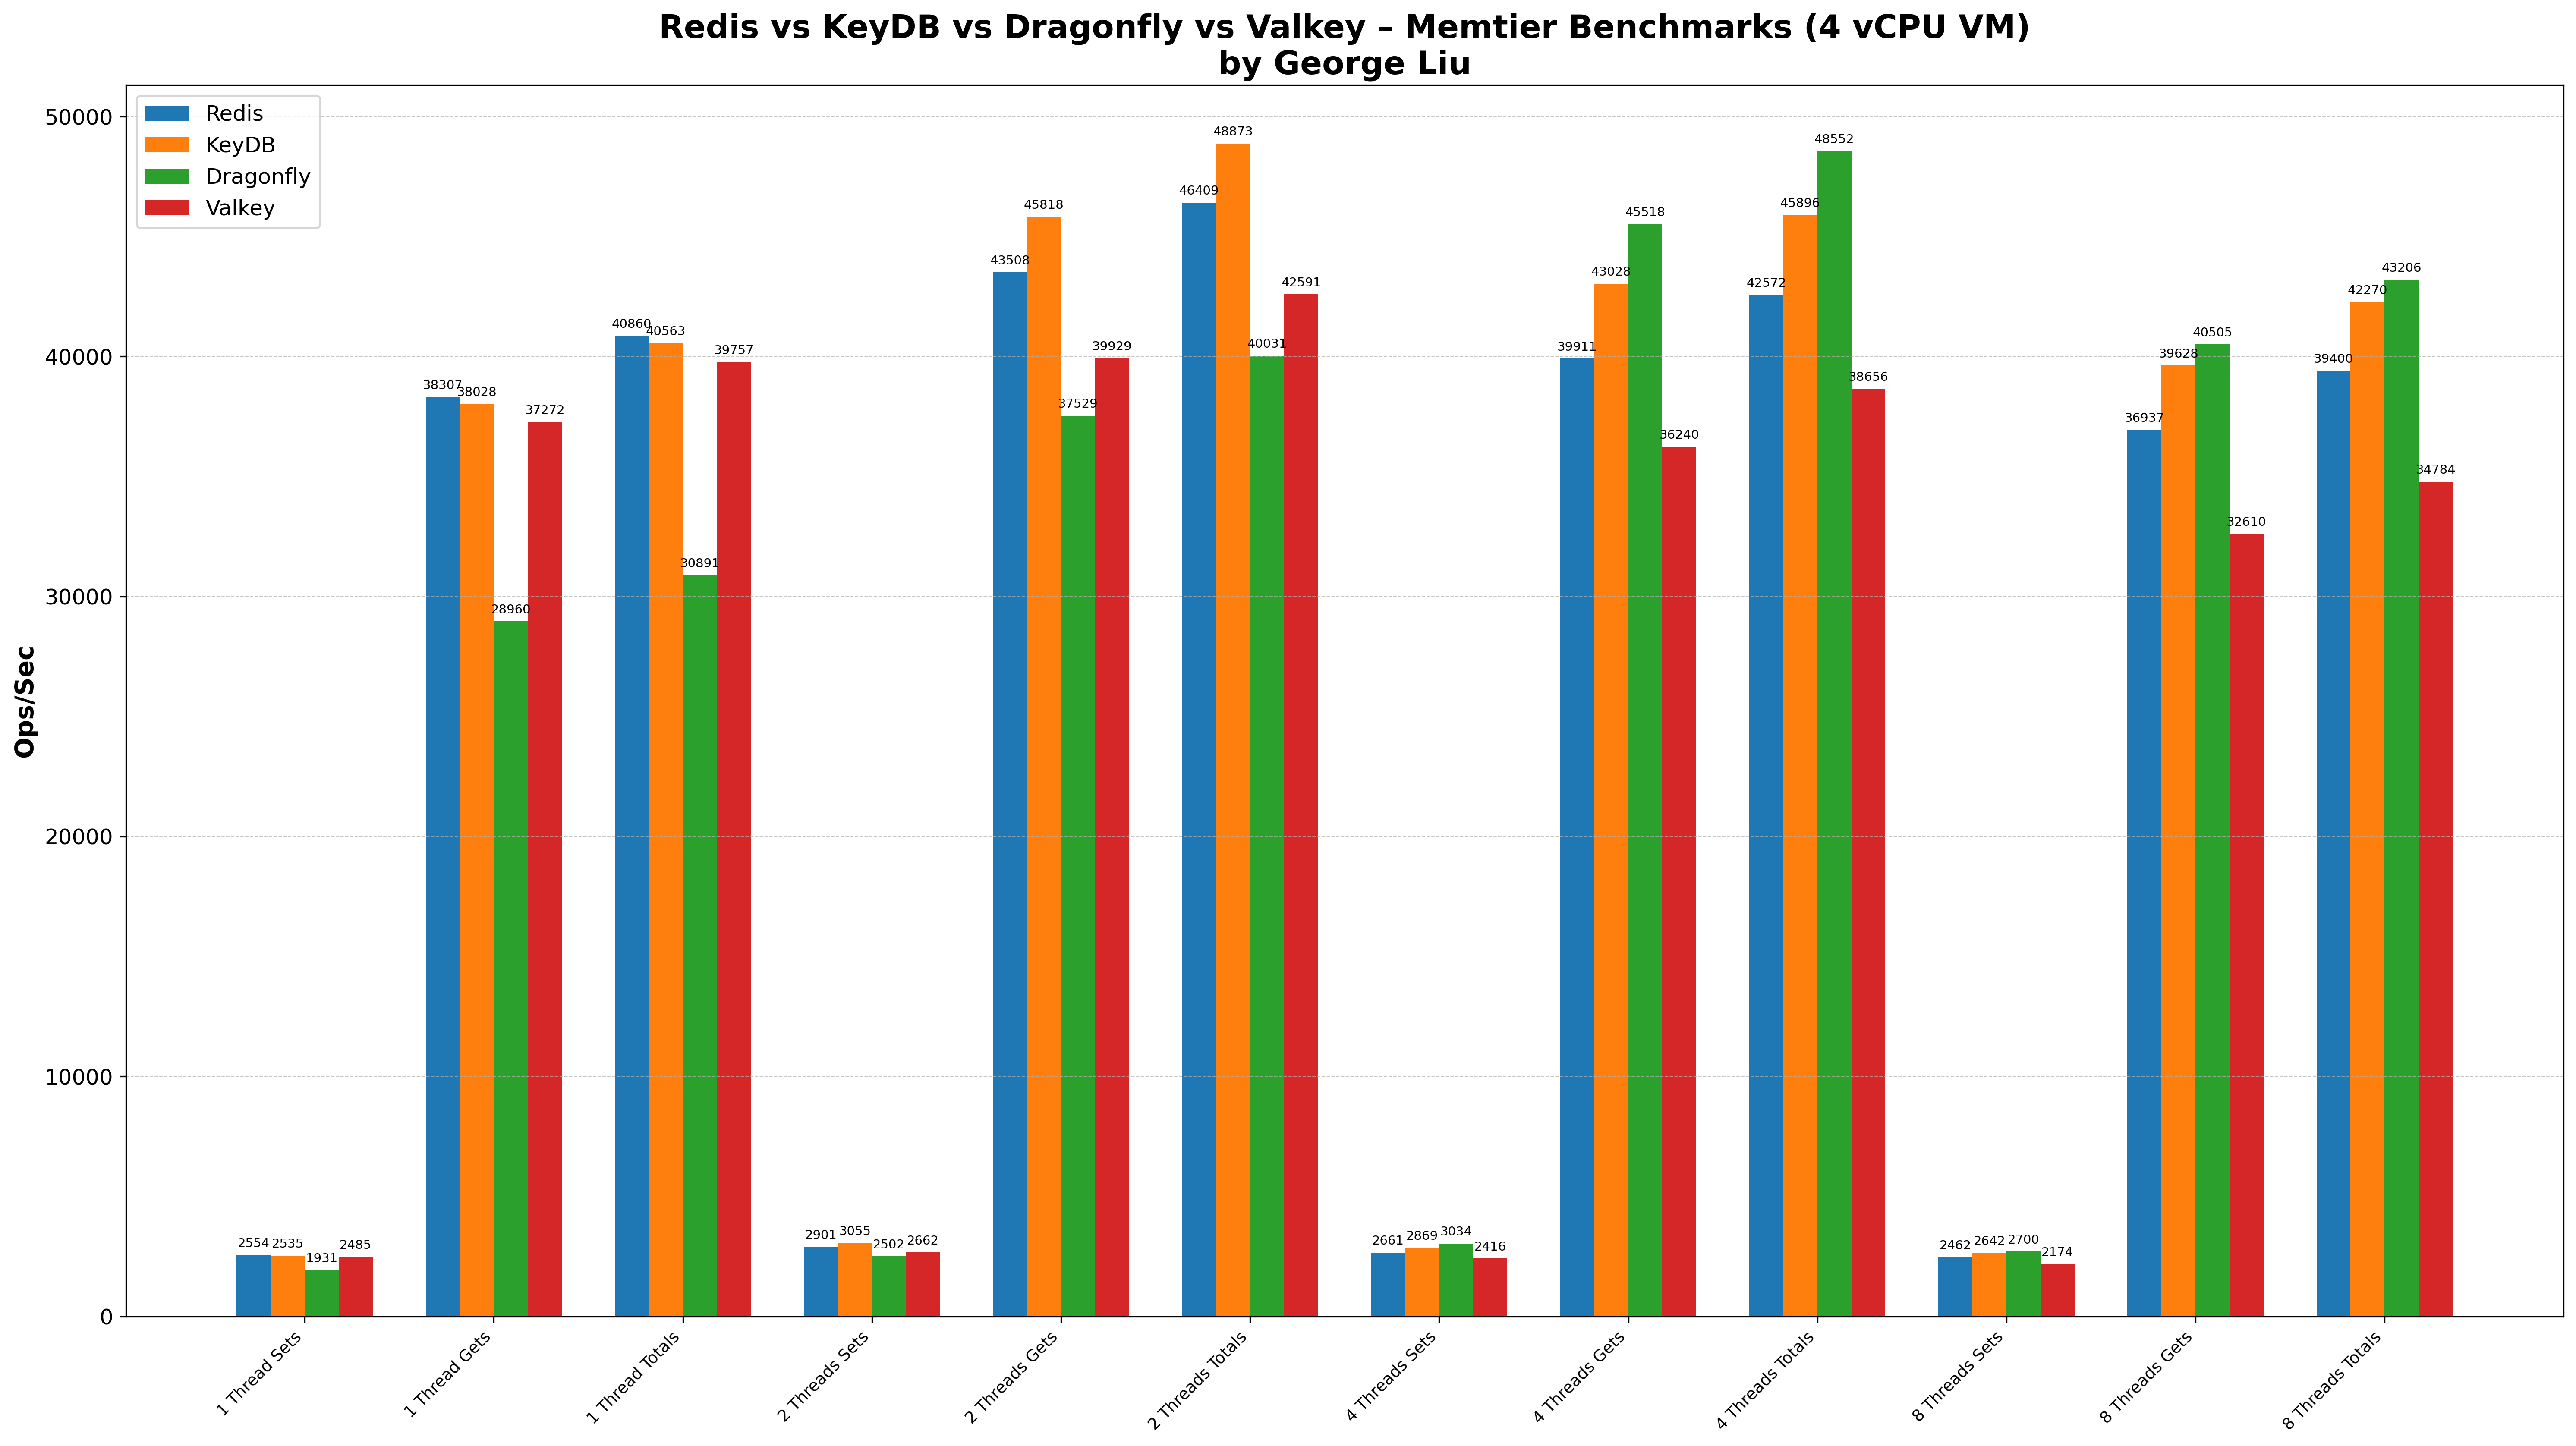 Redis vs KeyDB vs Dragonfly vs Valkey – Memtier Benchmarks (4 vCPU VM)
by George Liu
Redis
KeyDB
Dragonfly
Valkey
Ops/Sec
50000
40000
30000
20000
10000
0
2554 2535 1931 2485
38307 38028 28960 37272
40860 40563 30891 39757
2901 3055 2502 2662
43508 45818 37529 39929
46409 48873 40031 42591
2661 2869 3034 2416
39911 43028 45518 36240
42572 45896 48552 38656
2462 2642 2700 2174
36937 39628 40505 32610
39400 42270 43206 34784
1 Thread Sets
1 Thread Gets
1 Thread Totals
2 Threads Sets
2 Threads Gets
2 Threads Totals
4 Threads Sets
4 Threads Gets
4 Threads Totals
8 Threads Sets
8 Threads Gets
8 Threads Totals